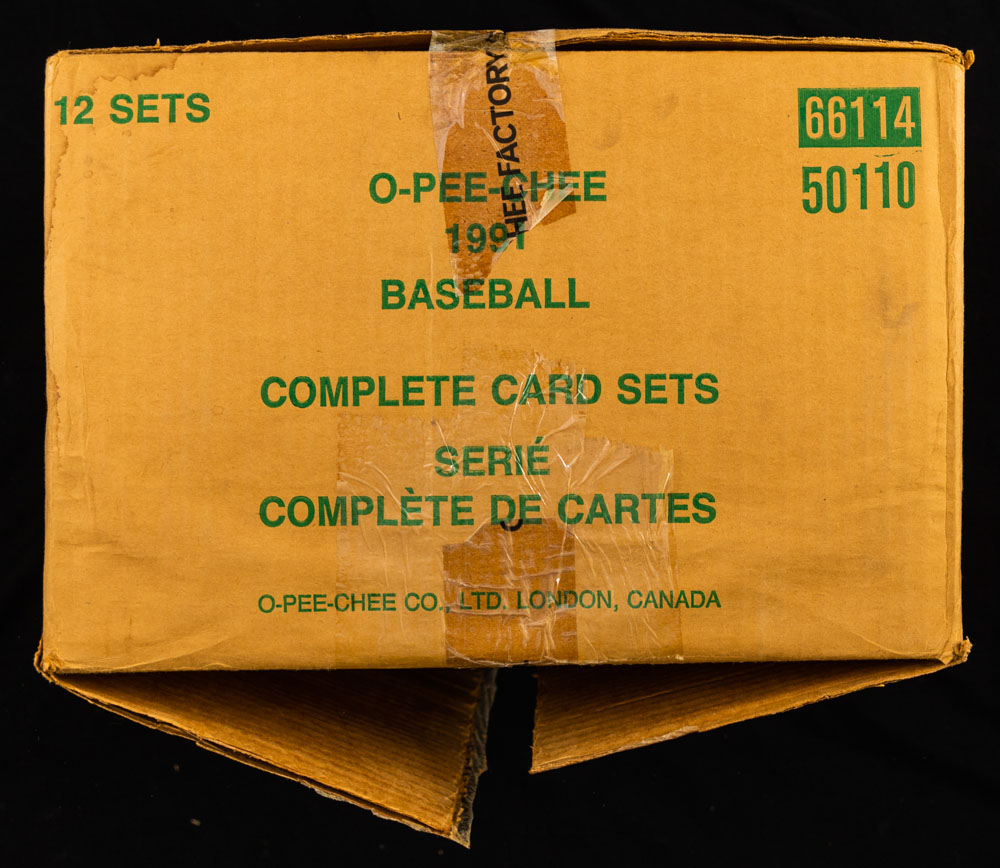 12 SETS
66114
50110
O-PEE-CHEE
1991
BASEBALL
HEE FACTORY
COMPLETE CARD SETS
SERIÉ
COMPLÈTE DE CARTES
O-PEE-CHEE CO., LTD. LONDON, CANADA